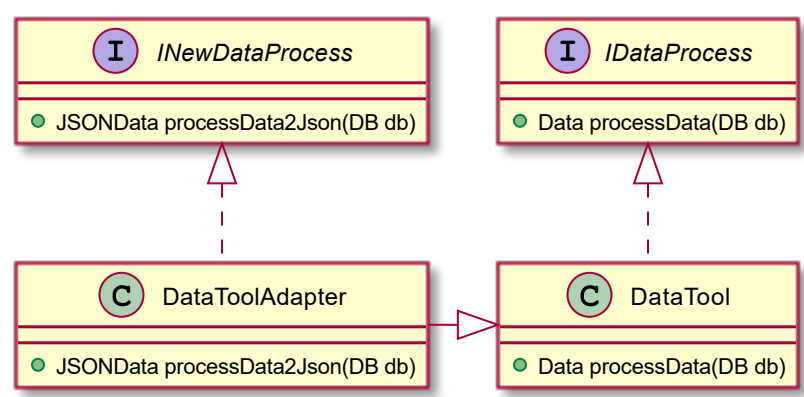 I INewDataProcess
JSONData processData2Json(DB db)
I IDataProcess
Data processData(DB db)
C DataToolAdapter
JSONData processData2Json(DB db)
C DataTool
Data processData(DB db)